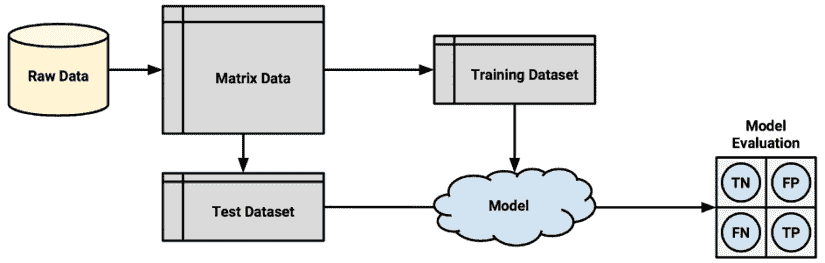 Raw Data
Matrix Data
Training Dataset
Test Dataset
Model
Model
Evaluation
TN
FP
FN
TP